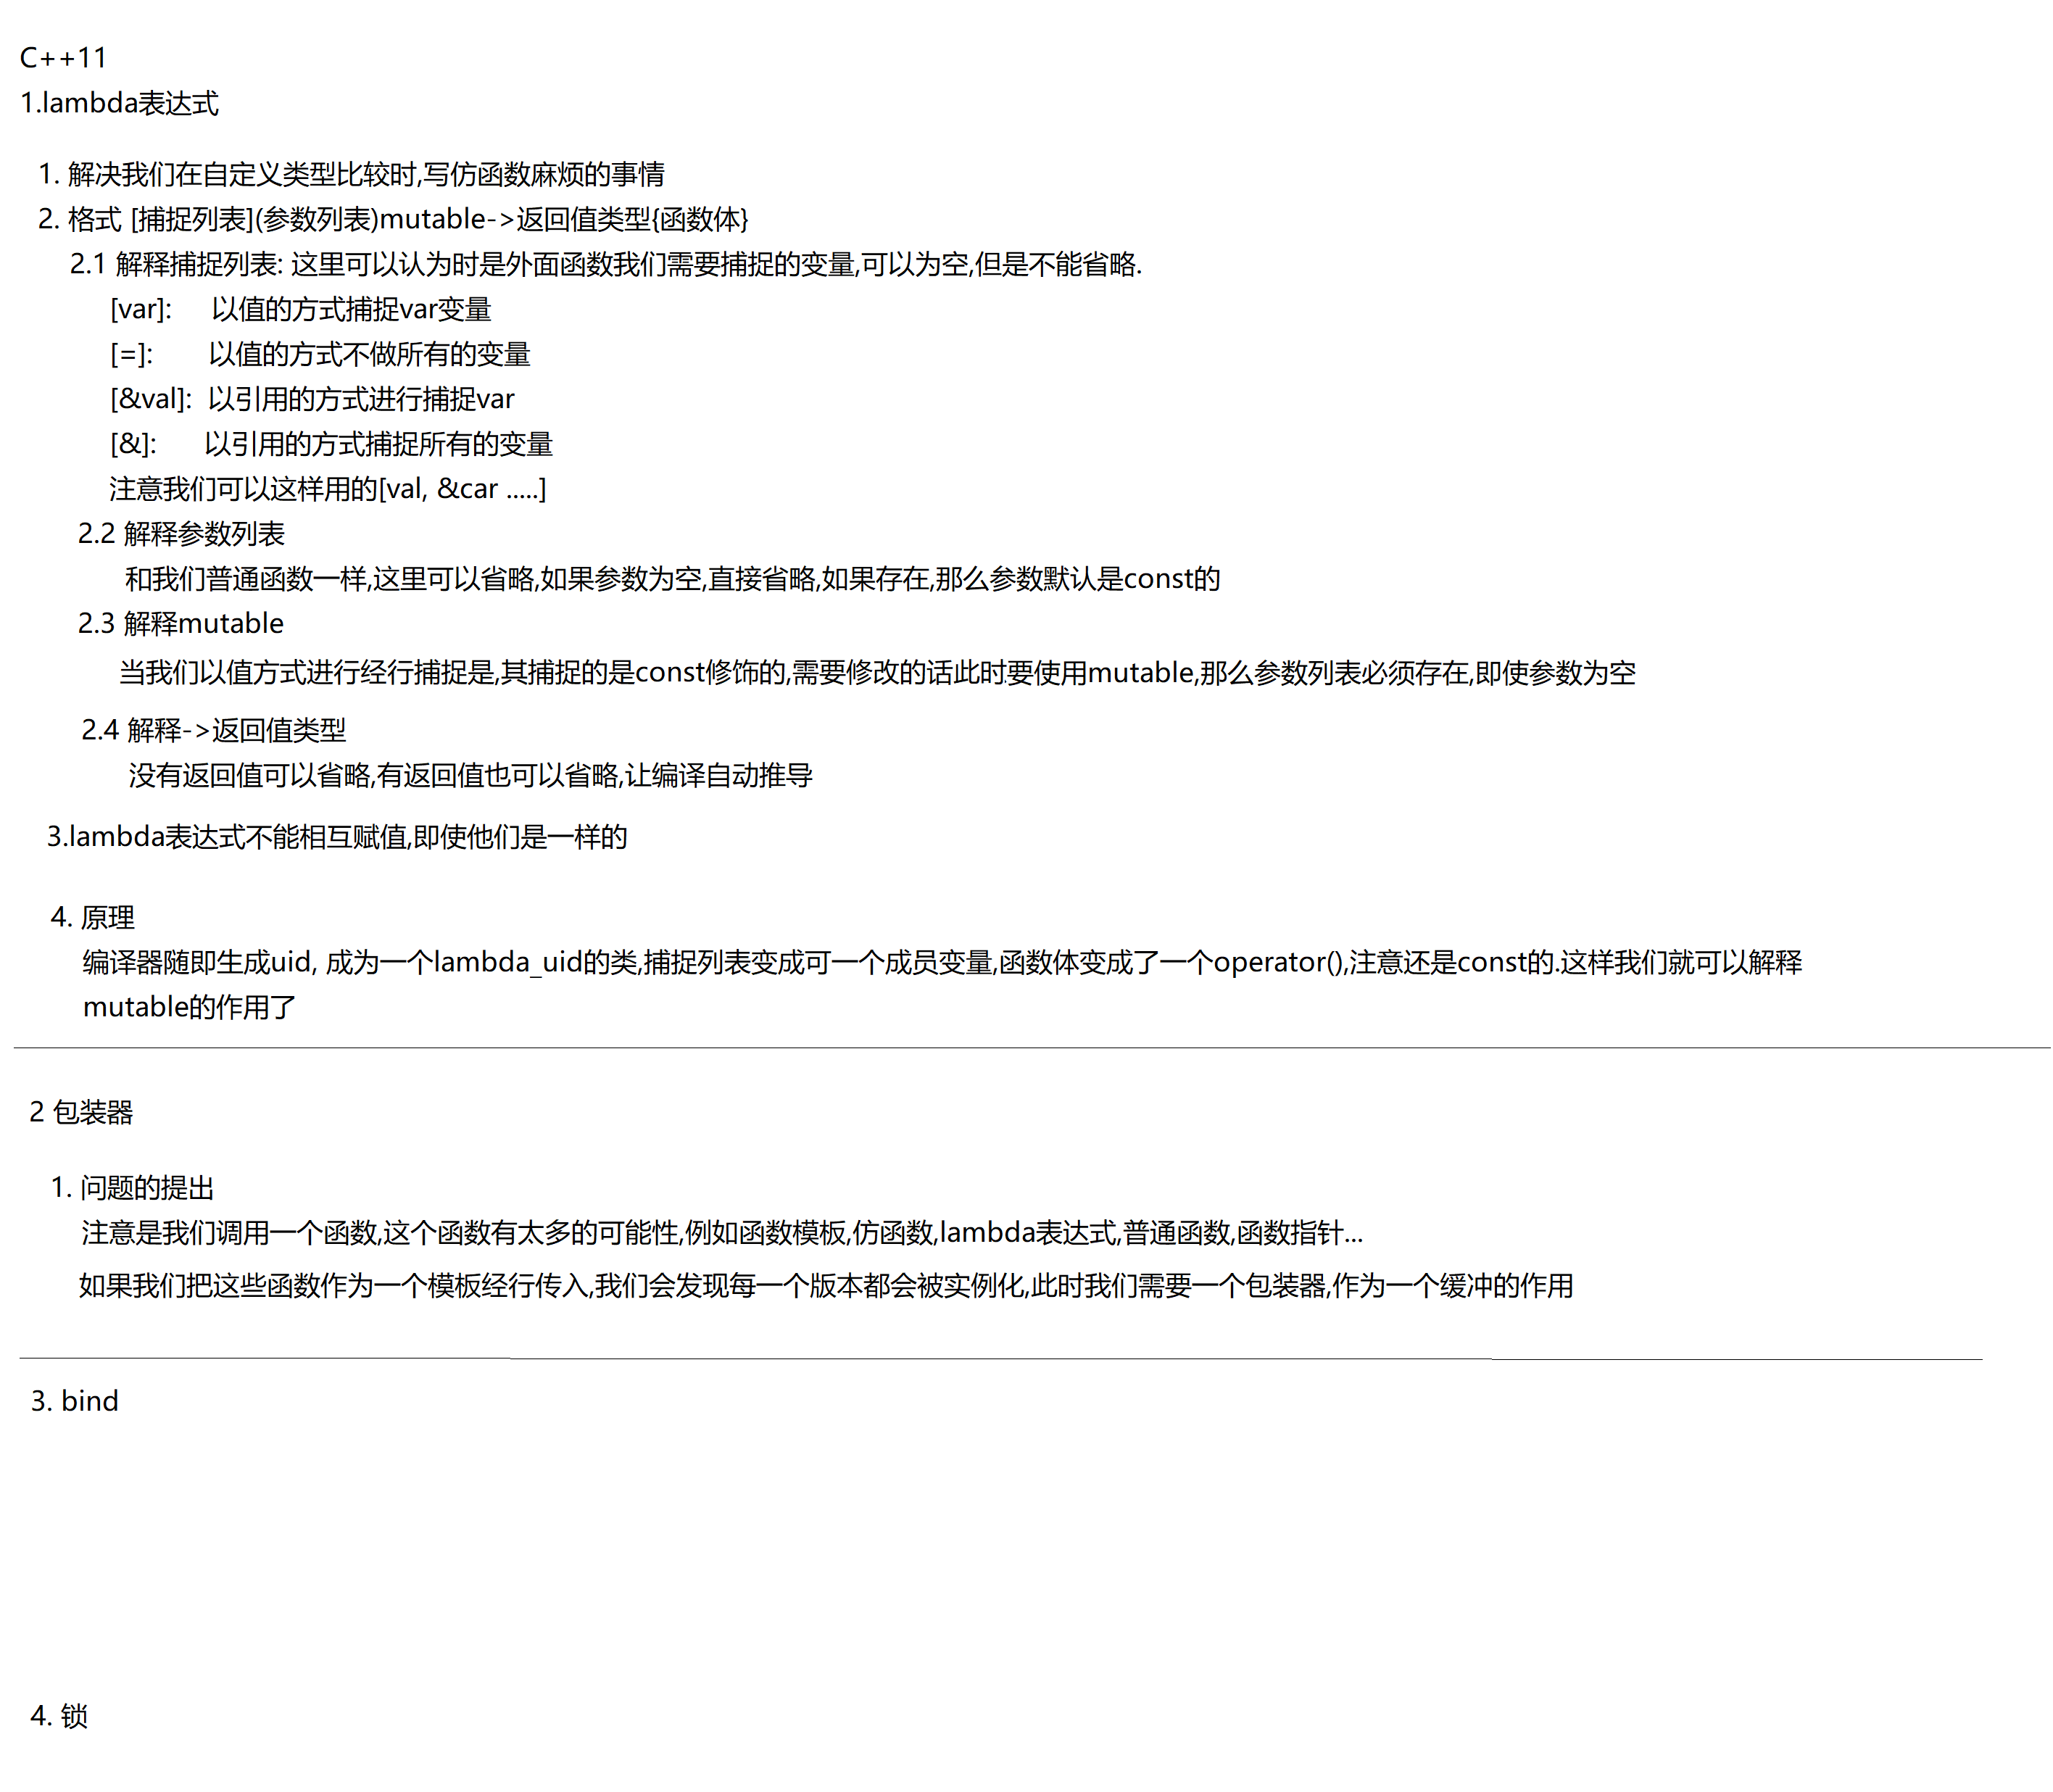 C++11
1.lambda表达式
1. 解决我们在自定义类型比较时,写仿函数麻烦的事情
2. 格式 [捕捉列表](参数列表)mutable->返回值类型{函数体}
2.1 解释捕捉列表: 这里可以认为时是外面函数我们需要捕捉的变量,可以为空,但是不能省略.
[var]: 以值的方式捕捉var变量
[=]: 以值的方式不做所有的变量
[&val]: 以引用的方式进行捕捉var
[&]: 以引用的方式捕捉所有的变量
注意我们可以这样用的[val, &car .....]
2.2 解释参数列表
和我们普通函数一样,这里可以省略,如果参数为空,直接省略,如果存在,那么参数默认是const的
2.3 解释mutable
当我们以值方式进行经行捕捉是,其捕捉的是const修饰的,需要修改的话此时要使用mutable,那么参数列表必须存在,即使参数为空
2.4 解释->返回值类型
没有返回值可以省略,有返回值也可以省略,让编译自动推导
3.lambda表达式不能相互赋值,即使他们是一样的
4. 原理
编译器随即生成uid, 成为一个lambda_uid的类,捕捉列表变成可一个成员变量,函数体变成了一个operator(),注意还是const的.这样我们就可以解释
mutable的作用了
2 包装器
1. 问题的提出
注意是我们调用一个函数,这个函数有太多的可能性,例如函数模板,仿函数,lambda表达式,普通函数,函数指针...
如果我们把这些函数作为一个模板经行传入,我们会发现每一个版本都会被实例化,此时我们需要一个包装器,作为一个缓冲的作用
3. bind
4. 锁